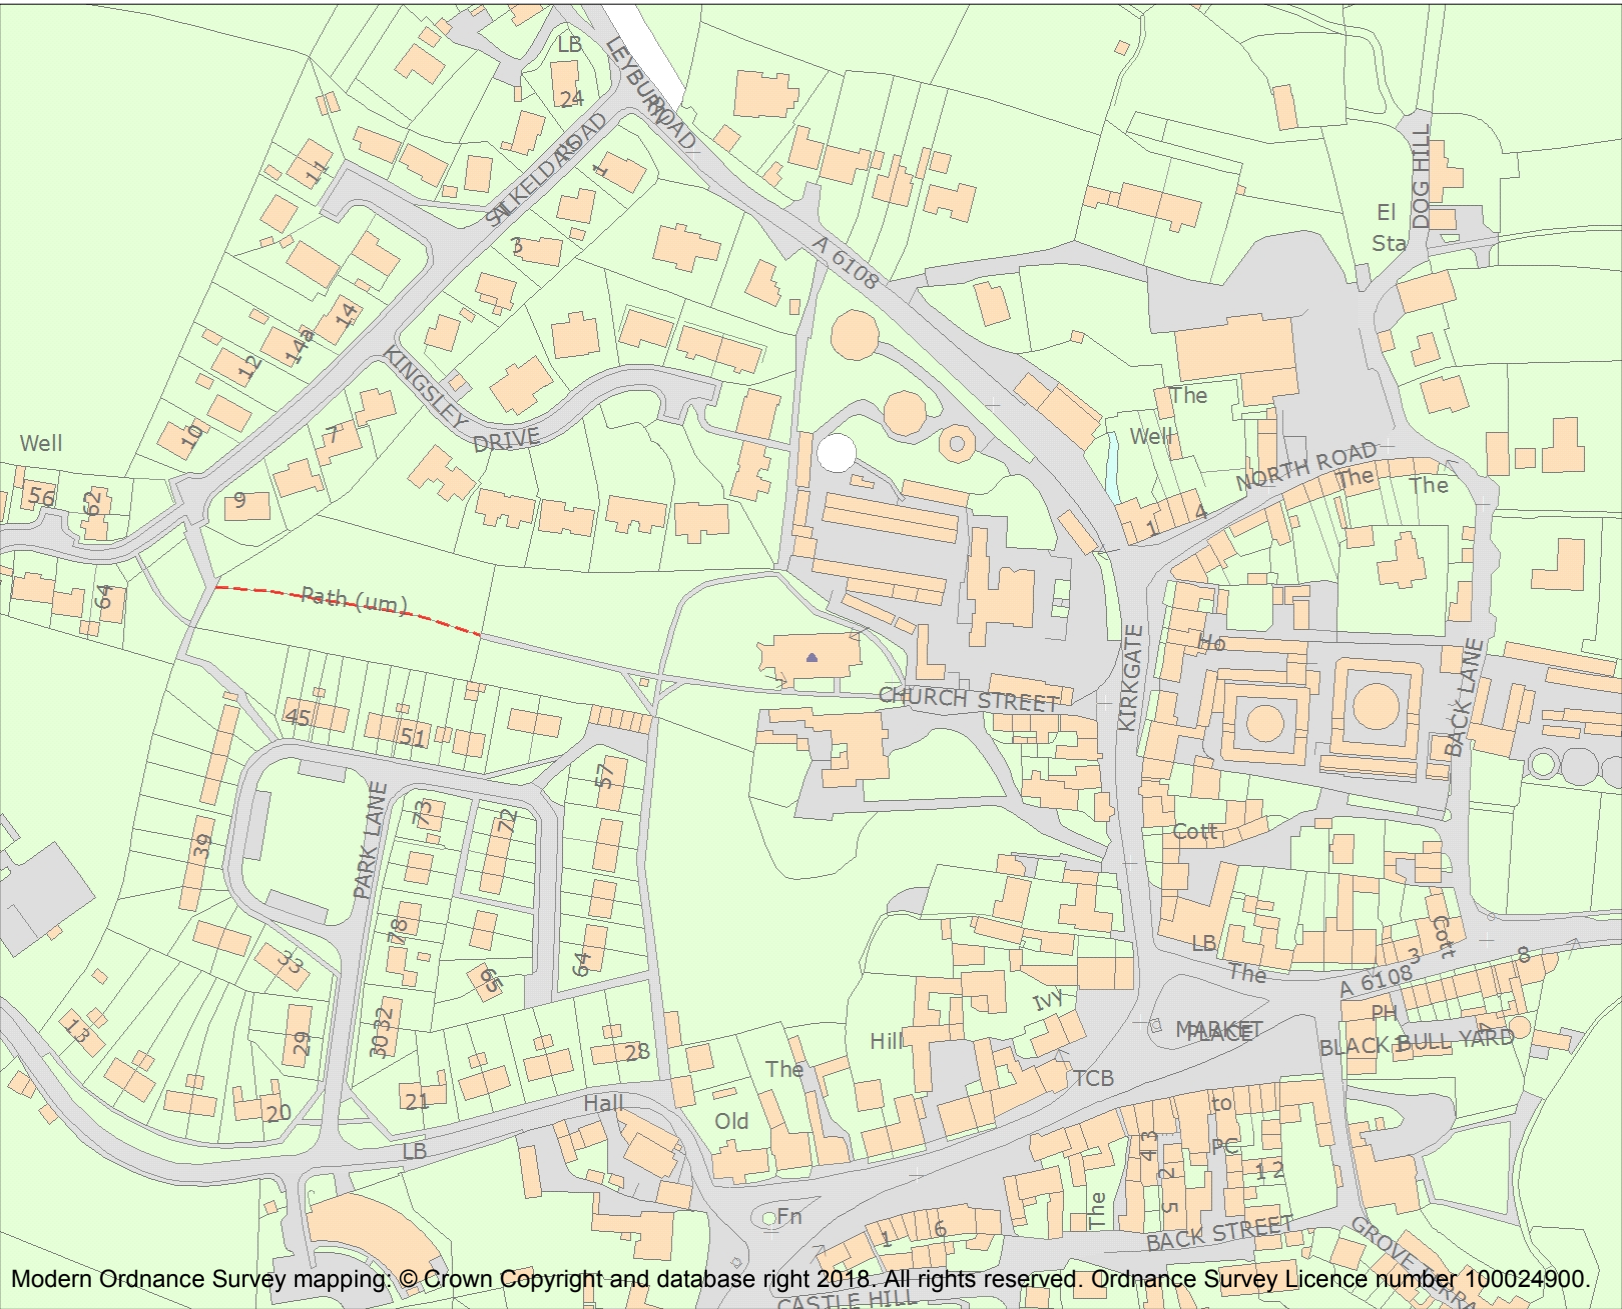 LB
LEYBURN
ROAD
24
SALKELD'S
ROAD
11
1
3
A 6108
DOG HILL
El
Sta
14
14a
12
10
KINGSLEY
DRIVE
7
9
Well
56
62
64
The
Well
NORTH ROAD
The
The
1
4
Path (um)
KIRKGATE
Ho
CHURCH STREET
BACK LANE
45
51
57
39
PARK LANE
73
72
Cott
78
33
65
64
LB
The
Cott
3
8
A 6108
Ivy
MARKET
PLACE
PH
BLACK BULL YARD
1
4
13
29
30
32
28
Hill
The
TCB
20
21
Hall
Old
to
PC
LB
43
2
5
1 2
The
Fn
1
6
BACK STREET
GROVE TERRA
CASTLE HILL
Modern Ordnance Survey mapping: © Crown Copyright and database right 2018. All rights reserved. Ordnance Survey Licence number 100024900.